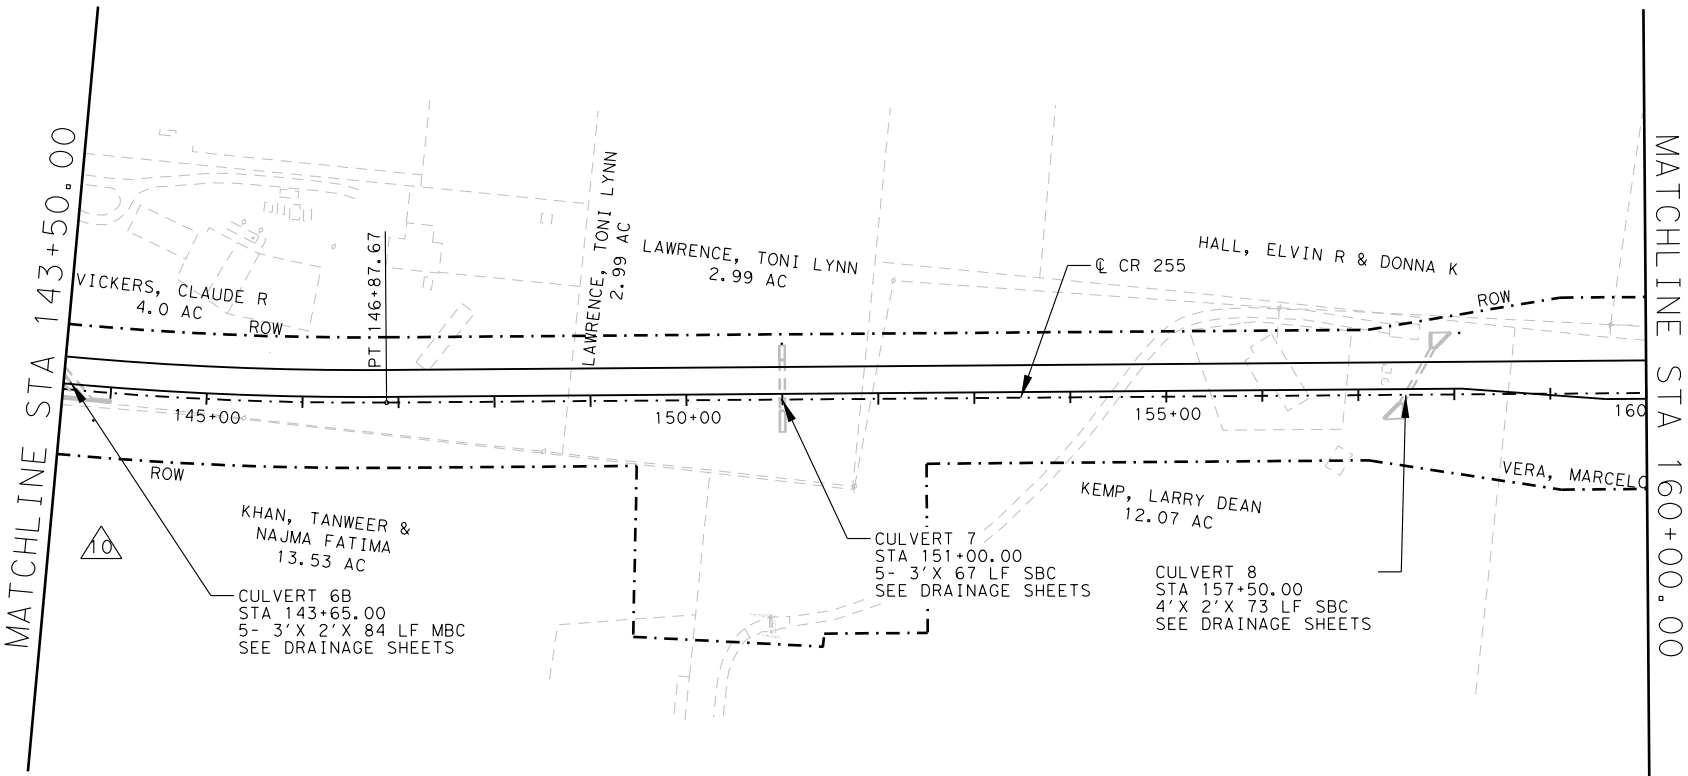 MATCHLINE STA 143+50.00
VICKERS, CLAUDE R
4.0 AC
ROW
PT 146+87.67
LAWRENCE, TONI LYNN
2.99 AC
LAWRENCE, TONI LYNN
2.99 AC
℄ CR 255
HALL, ELVIN R & DONNA K
ROW
MATCHLINE STA 160+00.00
145+00
150+00
155+00
160
ROW
KHAN, TANWEER &
NAJMA FATIMA
13.53 AC
10
CULVERT 6B
STA 143+65.00
5- 3'X 2'X 84 LF MBC
SEE DRAINAGE SHEETS
CULVERT 7
STA 151+00.00
5- 3'X 67 LF SBC
SEE DRAINAGE SHEETS
KEMP, LARRY DEAN
12.07 AC
CULVERT 8
STA 157+50.00
4'X 2'X 73 LF SBC
SEE DRAINAGE SHEETS
VERA, MARCELO